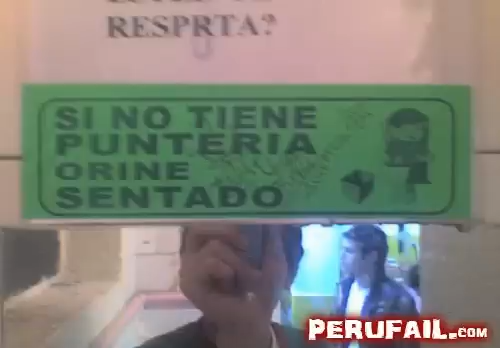 RESPRTA?
SI NO TIENE
PUNTERIA
ORINE
SENTADO
PERUFAIL.COM